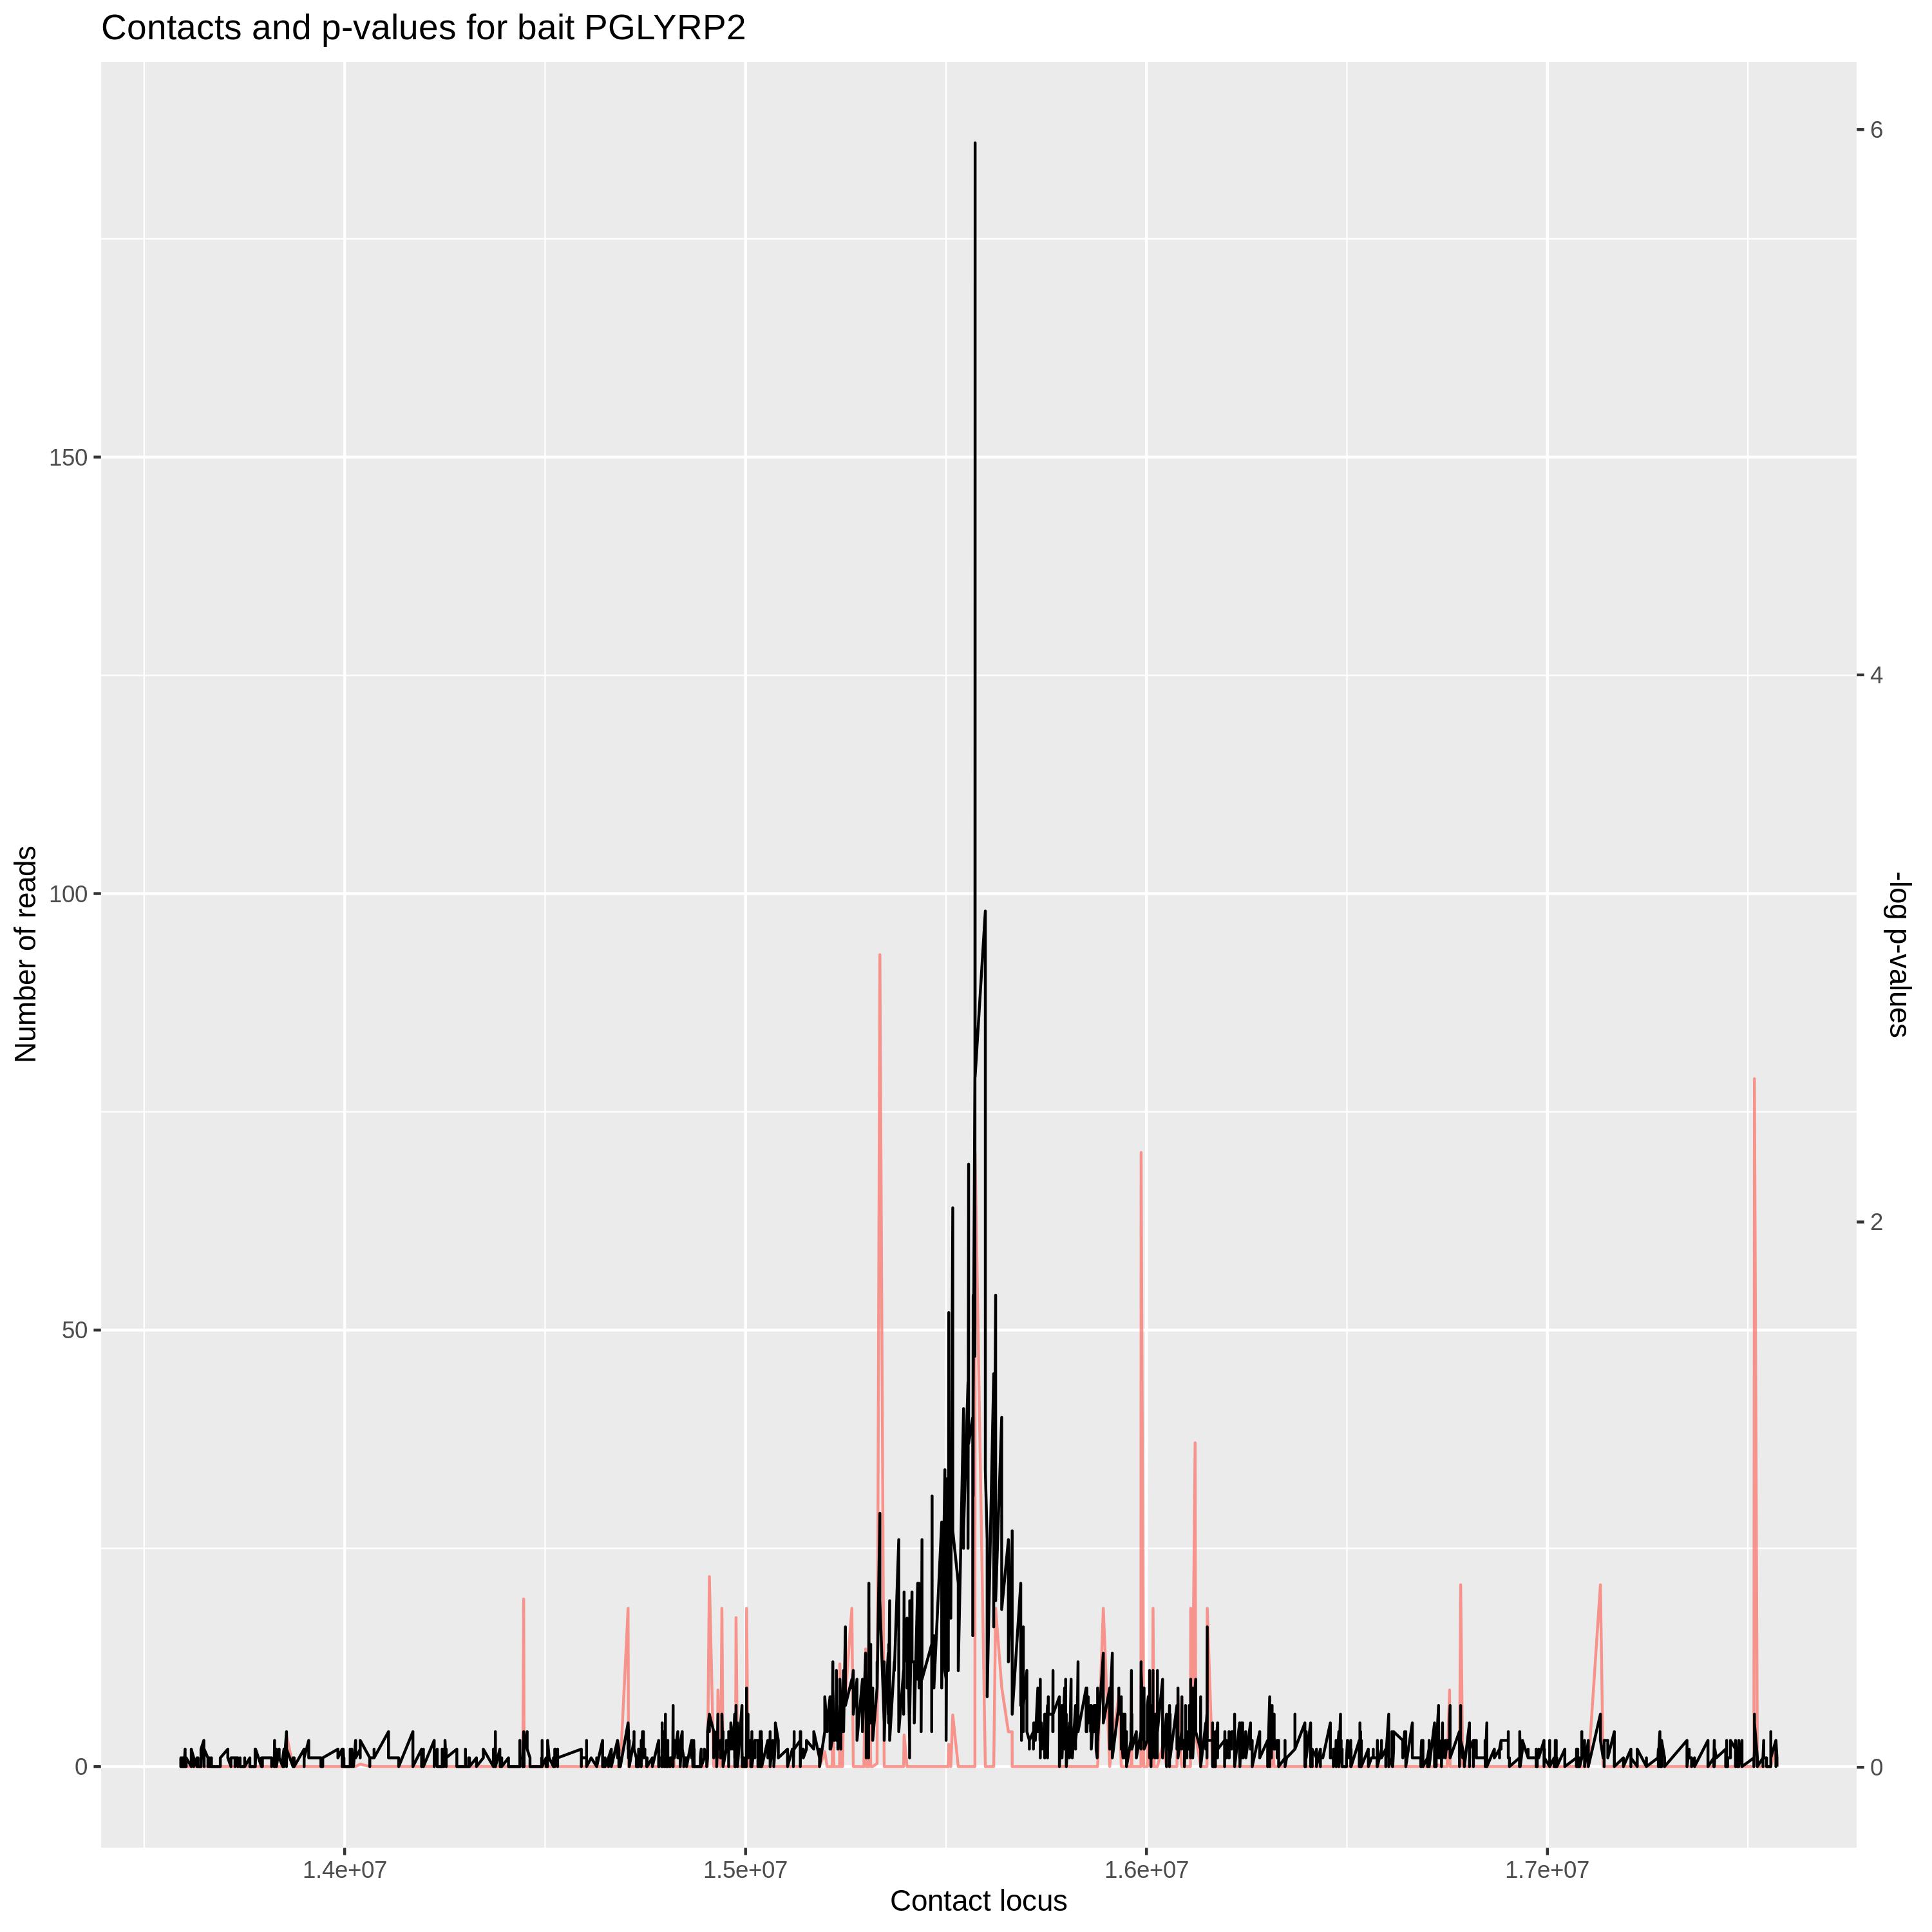 Contacts and p-values for bait PGLYRP2
Number of reads
150
100
50
0
6
4
2
0
-log p-values
1.4e+07
1.5e+07
1.6e+07
1.7e+07
Contact locus